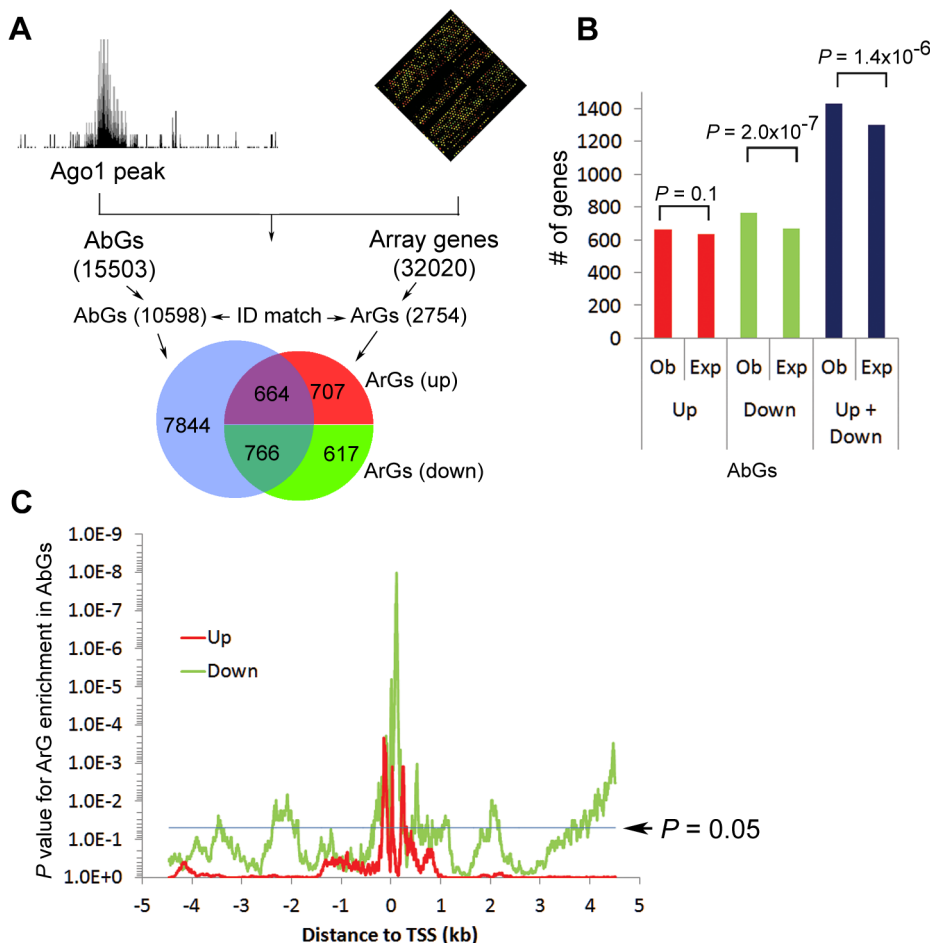 A
Ago1 peak
AbGs
(15503)
Array genes
(32020)
AbGs (10598)
ID match
ArGs (2754)
ArGs (up)
664
707
7844
766
617
ArGs (down)
B
P = 1.4x10-6
P = 2.0x10-7
P = 0.1
# of genes
1400
1200
1000
800
600
400
200
0
Ob
Exp
Ob
Exp
Ob
Exp
Up
Down
Up +
Down
AbGs
C
P value for ArG enrichment in AbGs
1.0E-9
1.0E-8
1.0E-7
1.0E-6
1.0E-5
1.0E-4
1.0E-3
1.0E-2
1.0E-1
1.0E+0
Up
Down
P = 0.05
-5
-4
-3
-2
-1
0
1
2
3
4
5
Distance to TSS (kb)